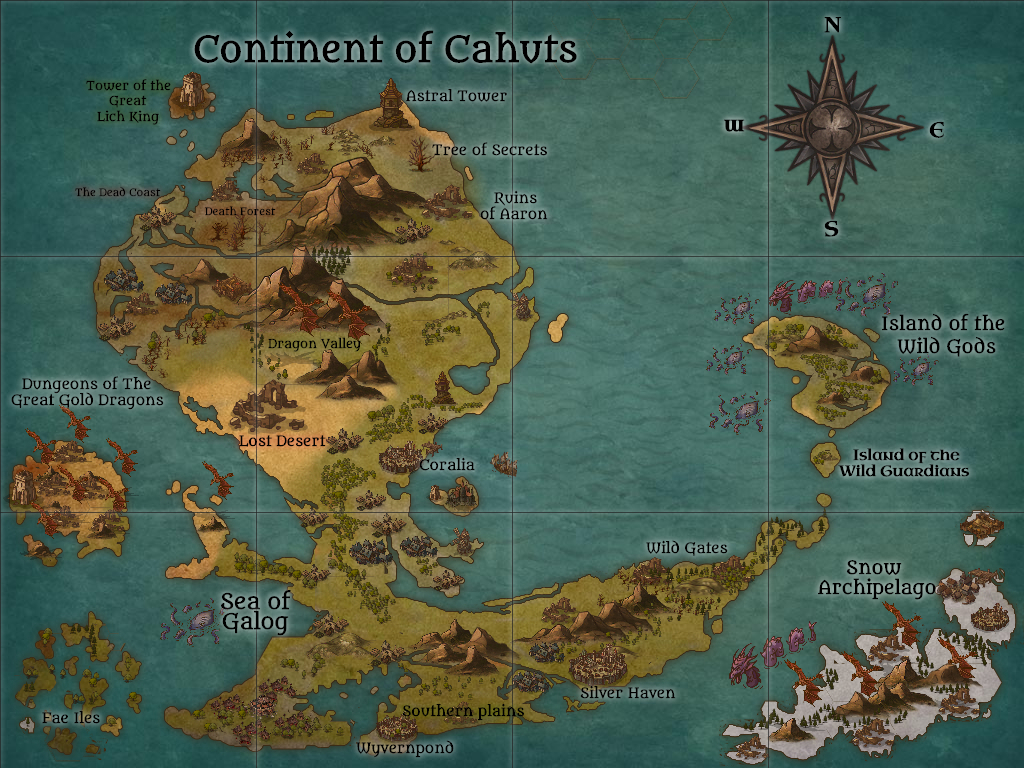 Continent of Cahuts
N
W
E
S
Tower of the
Great
Lich King
Astral Tower
Tree of Secrets
The Dead Coast
Death Forest
Ruins
of Aaron
Dragon Valley
Island of the
Wild Gods
Dungeons of The
Great Gold Dragons
Lost Desert
Coralia
Island of the
Wild Guardians
Wild Gates
Snow
Archipelago
Sea of
Galog
Silver Haven
Fae Iles
Southern plains
Wyvernpond